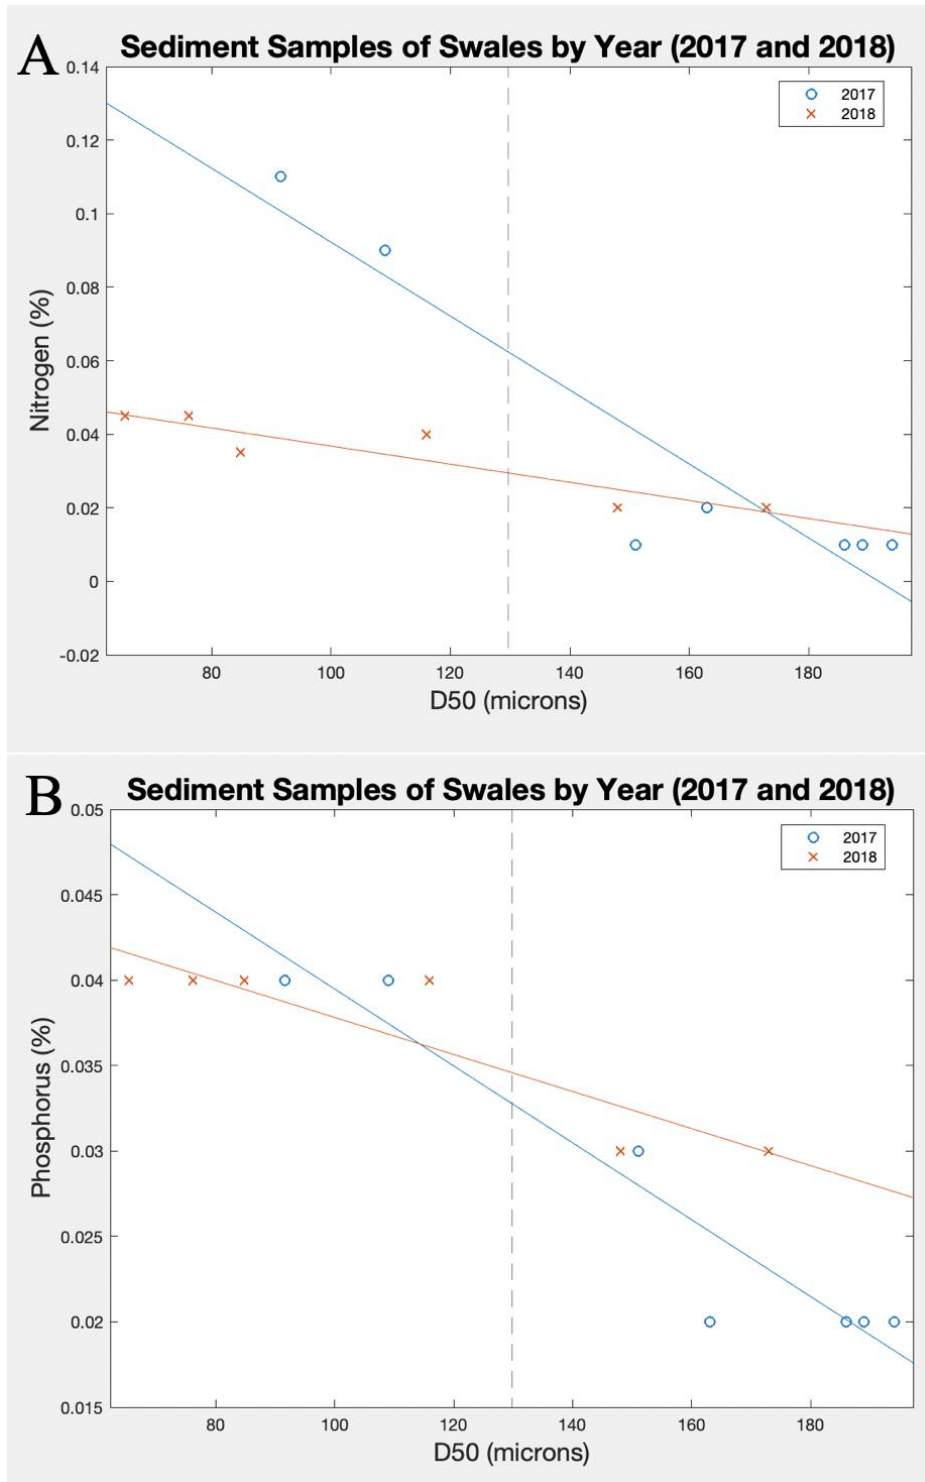 A
Sediment Samples of Swales by Year (2017 and 2018)
0.14
0.12
0.1
0.08
0.06
0.04
0.02
0
-0.02
Nitrogen (%)
2017
2018
80 100 120 140 160 180
D50 (microns)
B
Sediment Samples of Swales by Year (2017 and 2018)
0.05
0.045
0.04
0.035
0.03
0.025
0.02
0.015
Phosphorus (%)
2017
2018
80 100 120 140 160 180
D50 (microns)